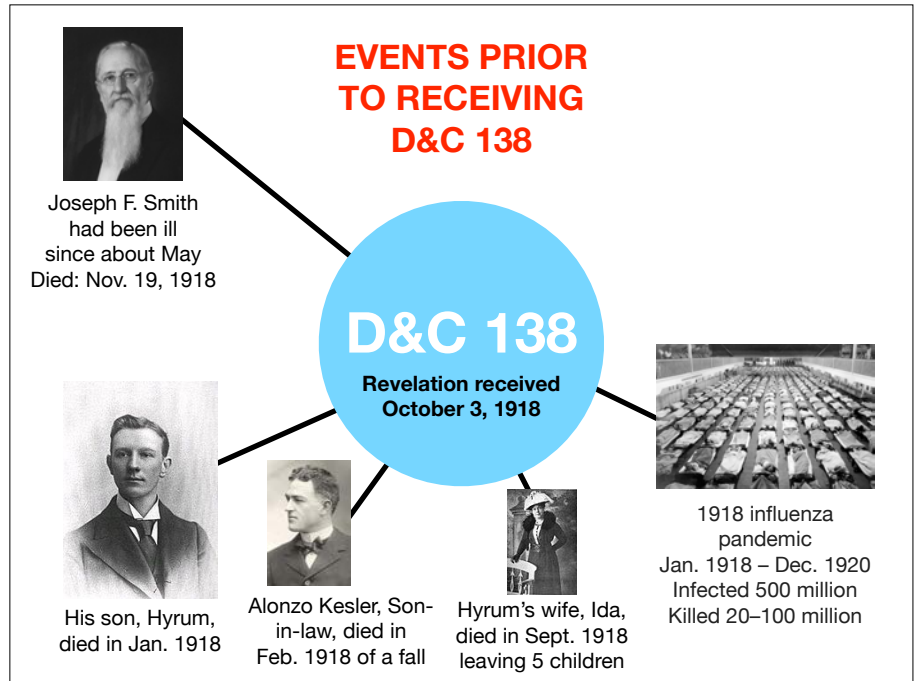 EVENTS PRIOR
TO RECEIVING
D&C 138
Joseph F. Smith
had been ill
since about May
Died: Nov. 19, 1918
D&C 138
Revelation received
October 3, 1918
His son, Hyrum,
died in Jan. 1918
Alonzo Kesler, Son-
in-law, died in
Feb. 1918 of a fall
Hyrum’s wife, Ida,
died in Sept. 1918
leaving 5 children
1918 influenza
pandemic
Jan. 1918 – Dec. 1920
Infected 500 million
Killed 20–100 million